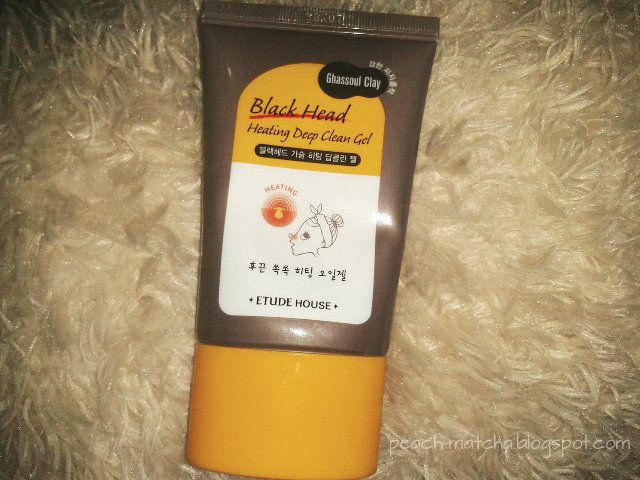 Ghassoul Clay
Black Head
Heating Deep Clean Gel
블랙헤드 가슬 히팅 딥클린 젤
HEATING
후끈 쏙쏙 히팅 오일젤
ETUDE HOUSE
peach-matcha.blogspot.com